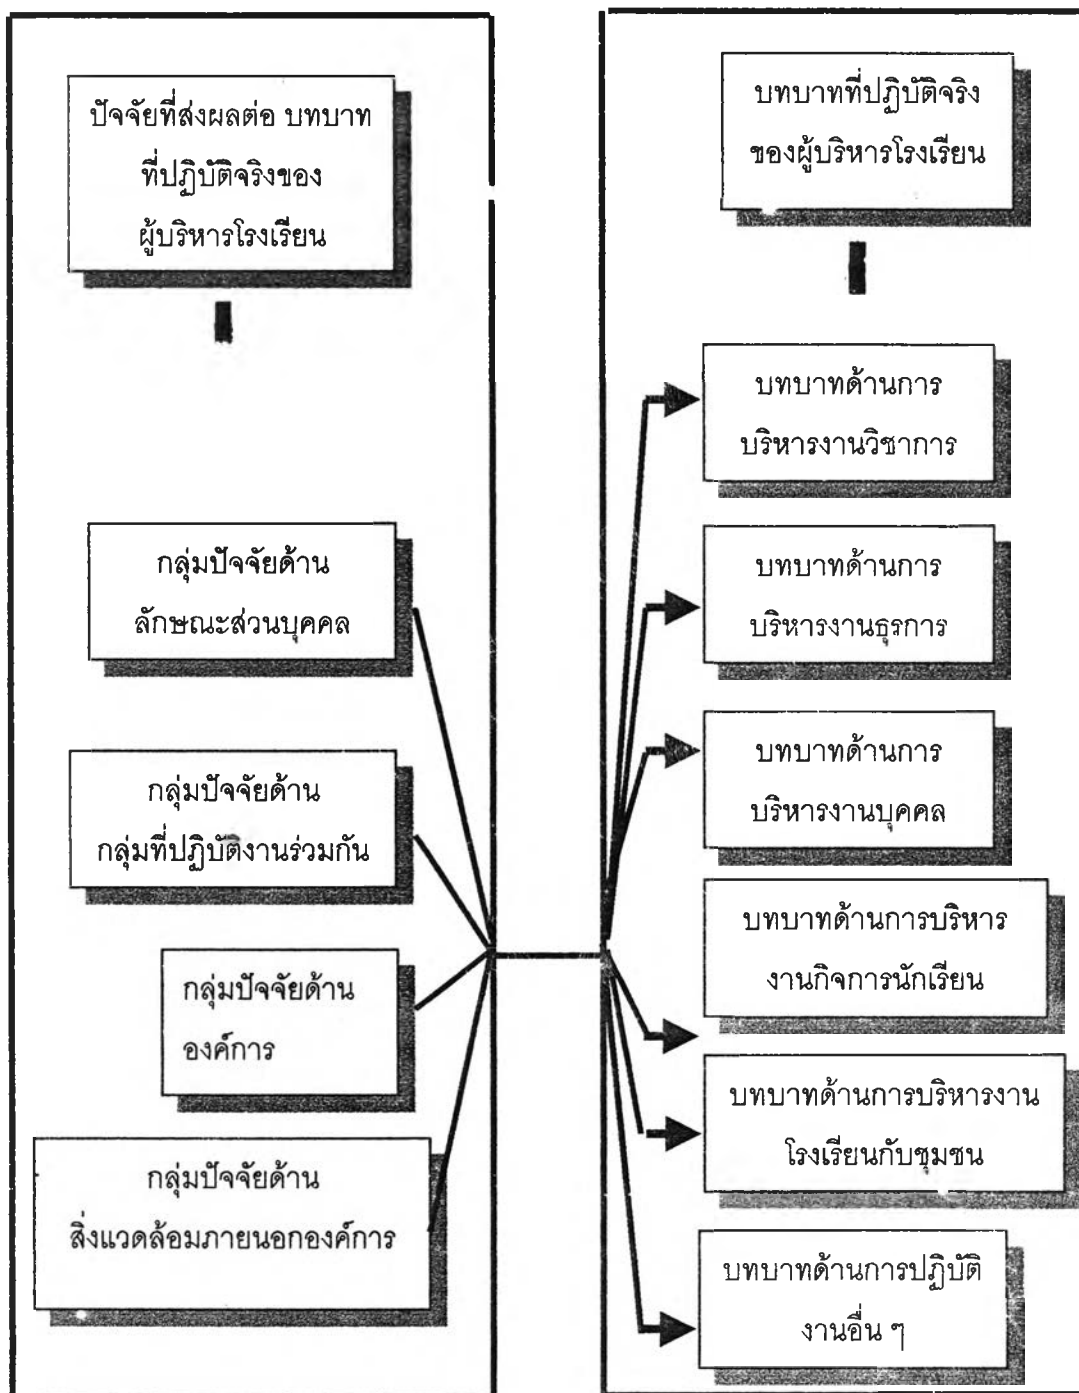 ปัจจัยที่ส่งผลต่อ บทบาท
ที่ปฏิบัติจริงของ
ผู้บริหารโรงเรียน
กลุ่มปัจจัยด้าน
ลักษณะส่วนบุคคล
กลุ่มปัจจัยด้าน
กลุ่มที่ปฏิบัติงานร่วมกัน
กลุ่มปัจจัยด้าน
องค์การ
กลุ่มปัจจัยด้าน
สิ่งแวดล้อมภายนอกองค์การ
บทบาทที่ปฏิบัติจริง
ของผู้บริหารโรงเรียน
บทบาทด้านการ
บริหารงานวิชาการ
บทบาทด้านการ
บริหารงานธุรการ
บทบาทด้านการ
บริหารงานบุคคล
บทบาทด้านการบริหาร
งานกิจการนักเรียน
บทบาทด้านการบริหารงาน
โรงเรียนกับชุมชน
บทบาทด้านการปฏิบัติ
งานอื่น ๆ